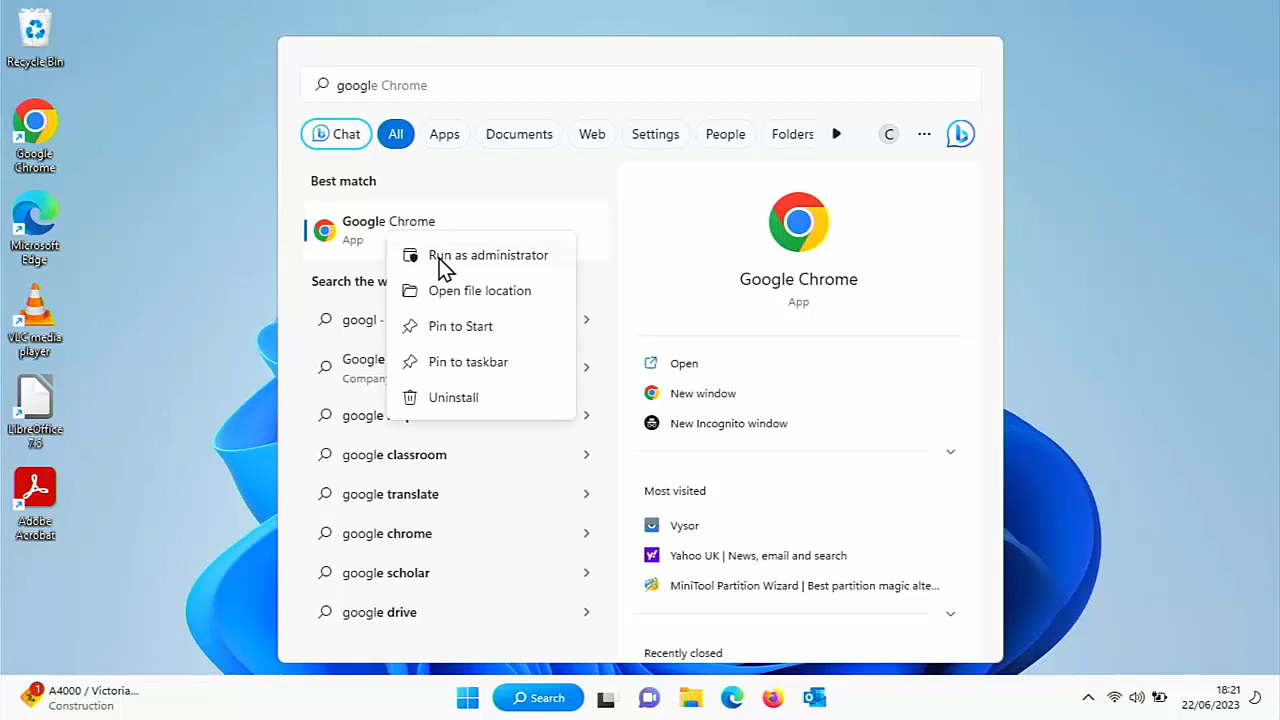 Recycle Bin
Google
Chrome
Microsoft
Edge
VLC media
player
LibreOffice
7.5
Adobe
Acrobat
google Chrome
Chat
All
Apps
Documents
Web
Settings
People
Folders
C
Best match
Google Chrome
App
Run as administrator
Open file location
Pin to Start
Pin to taskbar
Uninstall
Search the w
googl -
Google
Company
google
google classroom
google translate
google chrome
google scholar
google drive
Google Chrome
App
Open
New window
New Incognito window
Most visited
Vysor
Yahoo UK | News, email and search
MiniTool Partition Wizard | Best partition magic alte...
Recently closed
1
A4000 / Victoria...
Construction
Search
18:21
22/06/2023